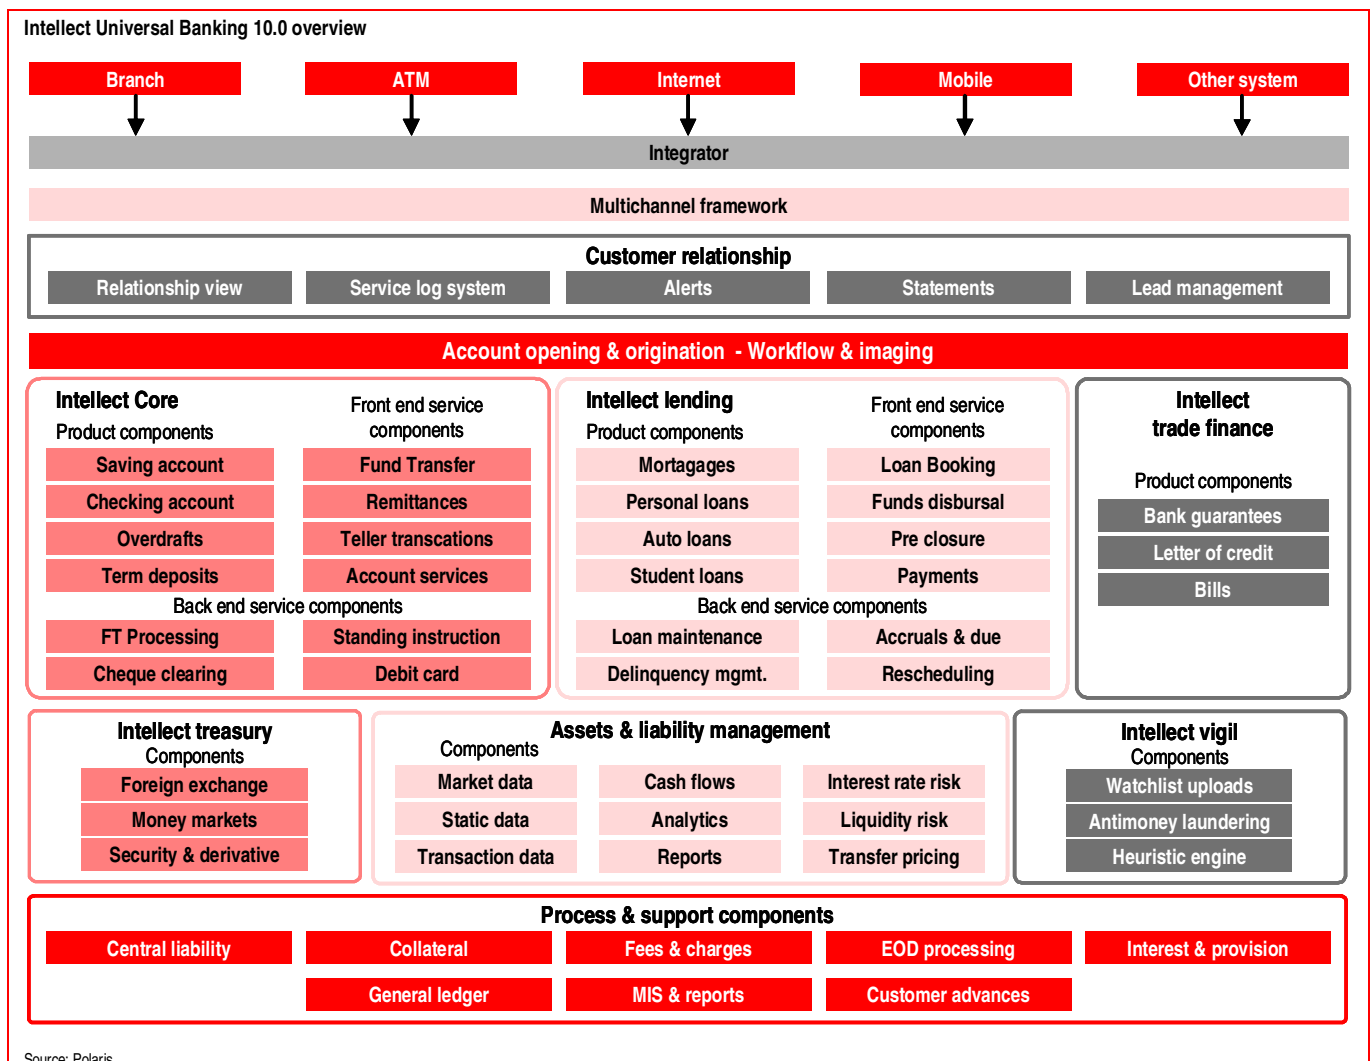 Intellect Universal Banking 10.0 overview
Branch
ATM
Internet
Mobile
Other system
Integrator
Multichannel framework
Customer relationship
Relationship view
Service log system
Alerts
Statements
Lead management
Account opening & origination - Workflow & imaging
Intellect Core
Product components
Front end service
components
Saving account
Fund Transfer
Checking account
Remittances
Overdrafts
Teller transcations
Term deposits
Account services
Back end service components
FT Processing
Standing instruction
Cheque clearing
Debit card
Intellect lending
Product components
Front end service
components
Mortagages
Loan Booking
Personal loans
Funds disbursal
Auto loans
Pre closure
Student loans
Payments
Back end service components
Loan maintenance
Accruals & due
Delinquency mgmt.
Rescheduling
Intellect
trade finance
Product components
Bank guarantees
Letter of credit
Bills
Intellect treasury
Components
Foreign exchange
Money markets
Security & derivative
Assets & liability management
Components
Market data
Cash flows
Interest rate risk
Static data
Analytics
Liquidity risk
Transaction data
Reports
Transfer pricing
Intellect vigil
Components
Watchlist uploads
Antimoney laundering
Heuristic engine
Process & support components
Central liability
Collateral
Fees & charges
EOD processing
Interest & provision
General ledger
MIS & reports
Customer advances
Source: Polaris